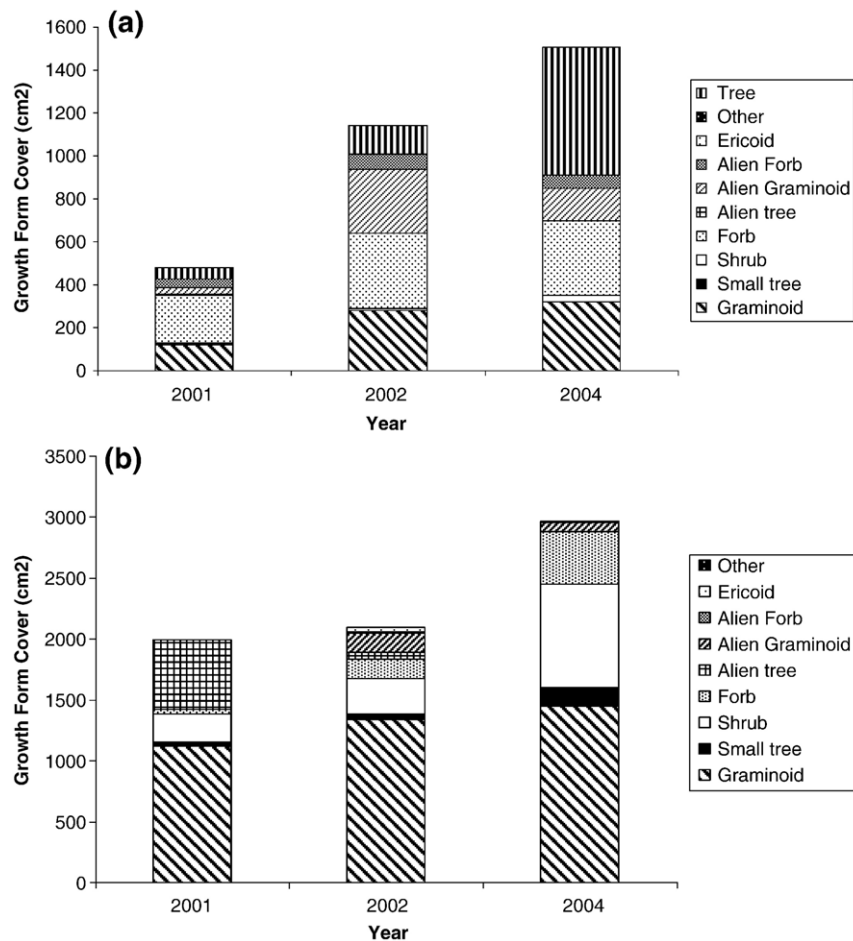 (a)
Growth Form Cover (cm2)
1600
1400
1200
1000
800
600
400
200
0
2001
2002
2004
Year
Tree
Other
Ericoid
Alien Forb
Alien Graminoid
Alien tree
Forb
Shrub
Small tree
Graminoid
(b)
Growth Form Cover (cm2)
3500
3000
2500
2000
1500
1000
500
0
2001
2002
2004
Year
Other
Ericoid
Alien Forb
Alien Graminoid
Alien tree
Forb
Shrub
Small tree
Graminoid